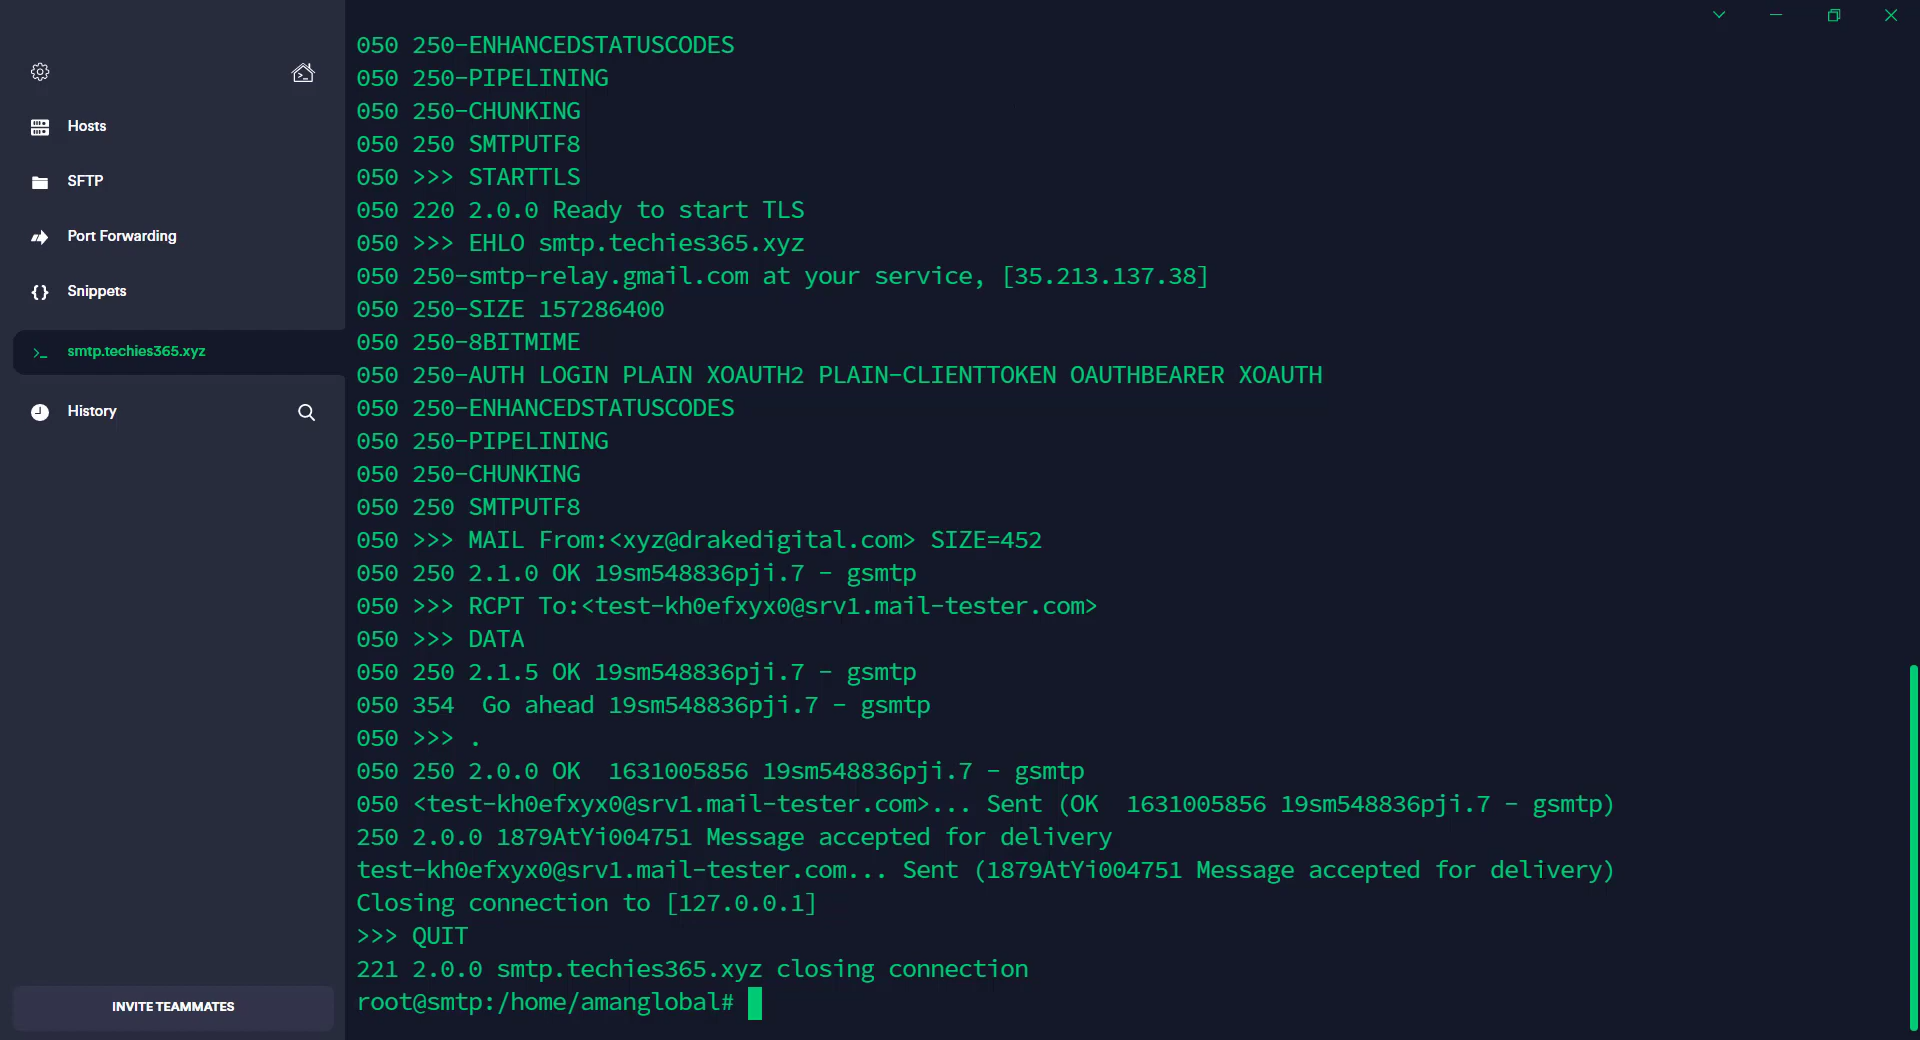 Hosts
SFTP
Port Forwarding
Snippets
smtp.techies365.xyz
History
INVITE TEAMMATES
050 250-ENHANCEDSTATUSCODES
050 250-PIPELINING
050 250-CHUNKING
050 250 SMTPUTF8
050 >>> STARTTLS
050 220 2.0.0 Ready to start TLS
050 >>> EHLO smtp.techies365.xyz
050 250-smtp-relay.gmail.com at your service, [35.213.137.38]
050 250-SIZE 157286400
050 250-8BITMIME
050 250-AUTH LOGIN PLAIN XOAUTH2 PLAIN-CLIENTTOKEN OAUTHBEARER XOAUTH
050 250-ENHANCEDSTATUSCODES
050 250-PIPELINING
050 250-CHUNKING
050 250 SMTPUTF8
050 >>> MAIL From:<xyz@drakedigital.com> SIZE=452
050 250 2.1.0 OK 19sm548836pji.7 - gsmtp
050 >>> RCPT To:<test-kh0efxyx0@srv1.mail-tester.com>
050 >>> DATA
050 250 2.1.5 OK 19sm548836pji.7 - gsmtp
050 354  Go ahead 19sm548836pji.7 - gsmtp
050 >>> .
050 250 2.0.0 OK  1631005856 19sm548836pji.7 - gsmtp
050 <test-kh0efxyx0@srv1.mail-tester.com>... Sent (OK  1631005856 19sm548836pji.7 - gsmtp)
250 2.0.0 1879AtYi004751 Message accepted for delivery
test-kh0efxyx0@srv1.mail-tester.com... Sent (1879AtYi004751 Message accepted for delivery)
Closing connection to [127.0.0.1]
>>> QUIT
221 2.0.0 smtp.techies365.xyz closing connection
root@smtp:/home/amanglobal#